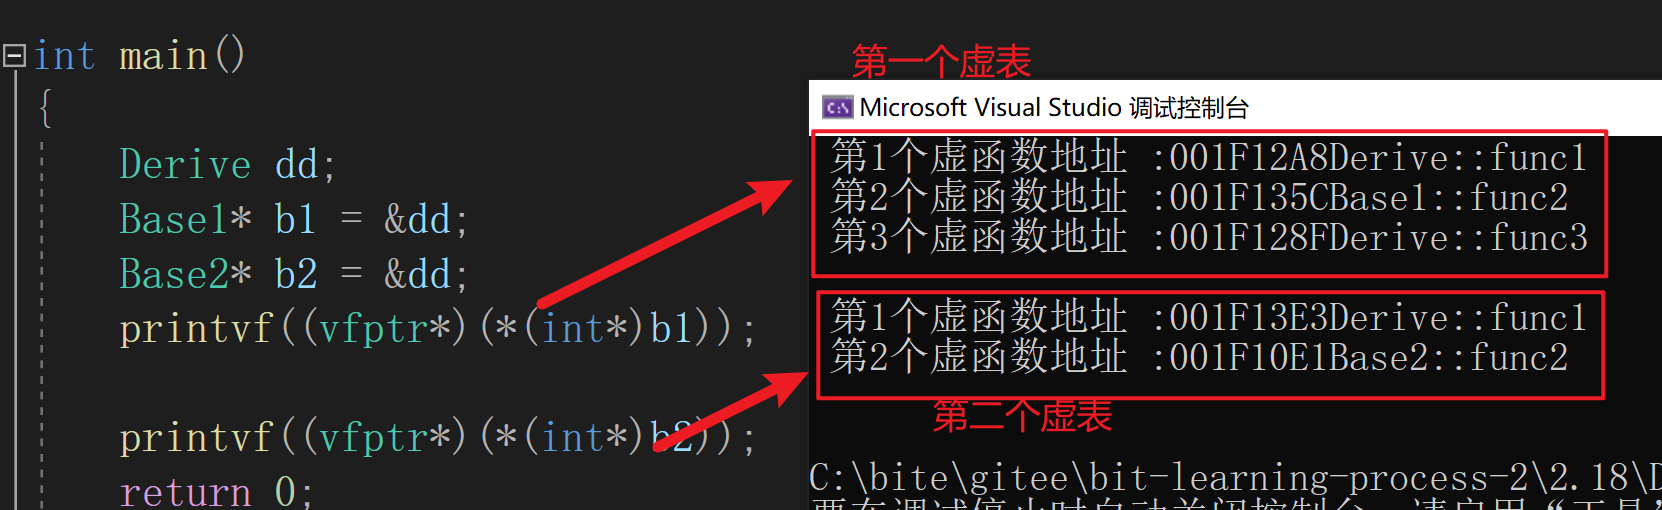 int main()
{
Derive dd;
Base1* b1 = &dd;
Base2* b2 = &dd;
printvf((vfptr*)(*(int*)b1));
printvf((vfptr*)(*(int*)b2));
return 0;
第一个虚表
Microsoft Visual Studio 调试控制台
第1个虚函数地址 :001F12A8Derive::func1
第2个虚函数地址 :001F135CBase1::func2
第3个虚函数地址 :001F128FDerive::func3
第1个虚函数地址 :001F13E3Derive::func1
第2个虚函数地址 :001F10E1Base2::func2
第二个虚表
C:\bite\gitee\bit-learning-process-2\2.18\D